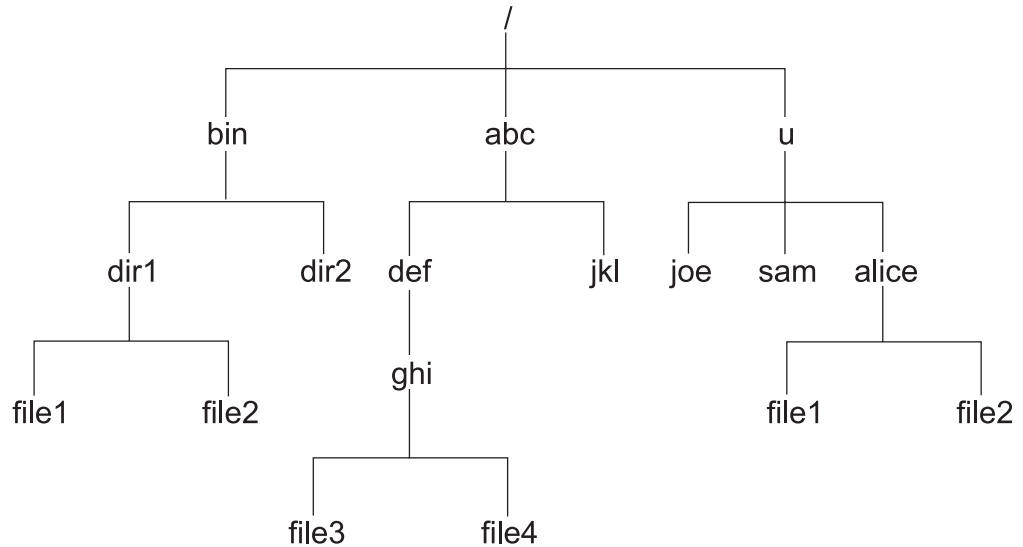 /
bin abc u
dir1 dir2 def jkl joe sam alice
ghi
file1 file2 file1 file2
file3 file4